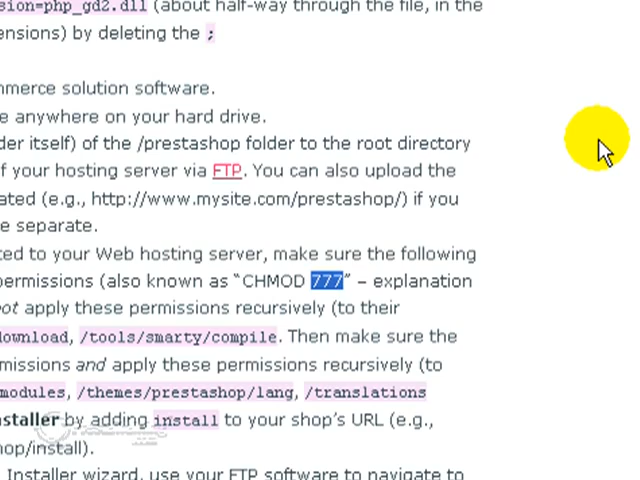 sion=php_gd2.dll (about half-way through the file, in the
ensions) by deleting the ;
merce solution software.
e anywhere on your hard drive.
der itself) of the /prestashop folder to the root directory
f your hosting server via FTP. You can also upload the
ated (e.g., http://www.mysite.com/prestashop/) if you
e separate.
ted to your Web hosting server, make sure the following
permissions (also known as “CHMOD 777” – explanation
ot apply these permissions recursively (to their
download, /tools/smarty/compile. Then make sure the
missions and apply these permissions recursively (to
modules, /themes/prestashop/lang, /translations
nstaller by adding install to your shop's URL (e.g.,
hop/install).
Installer wizard, use your FTP software to navigate to